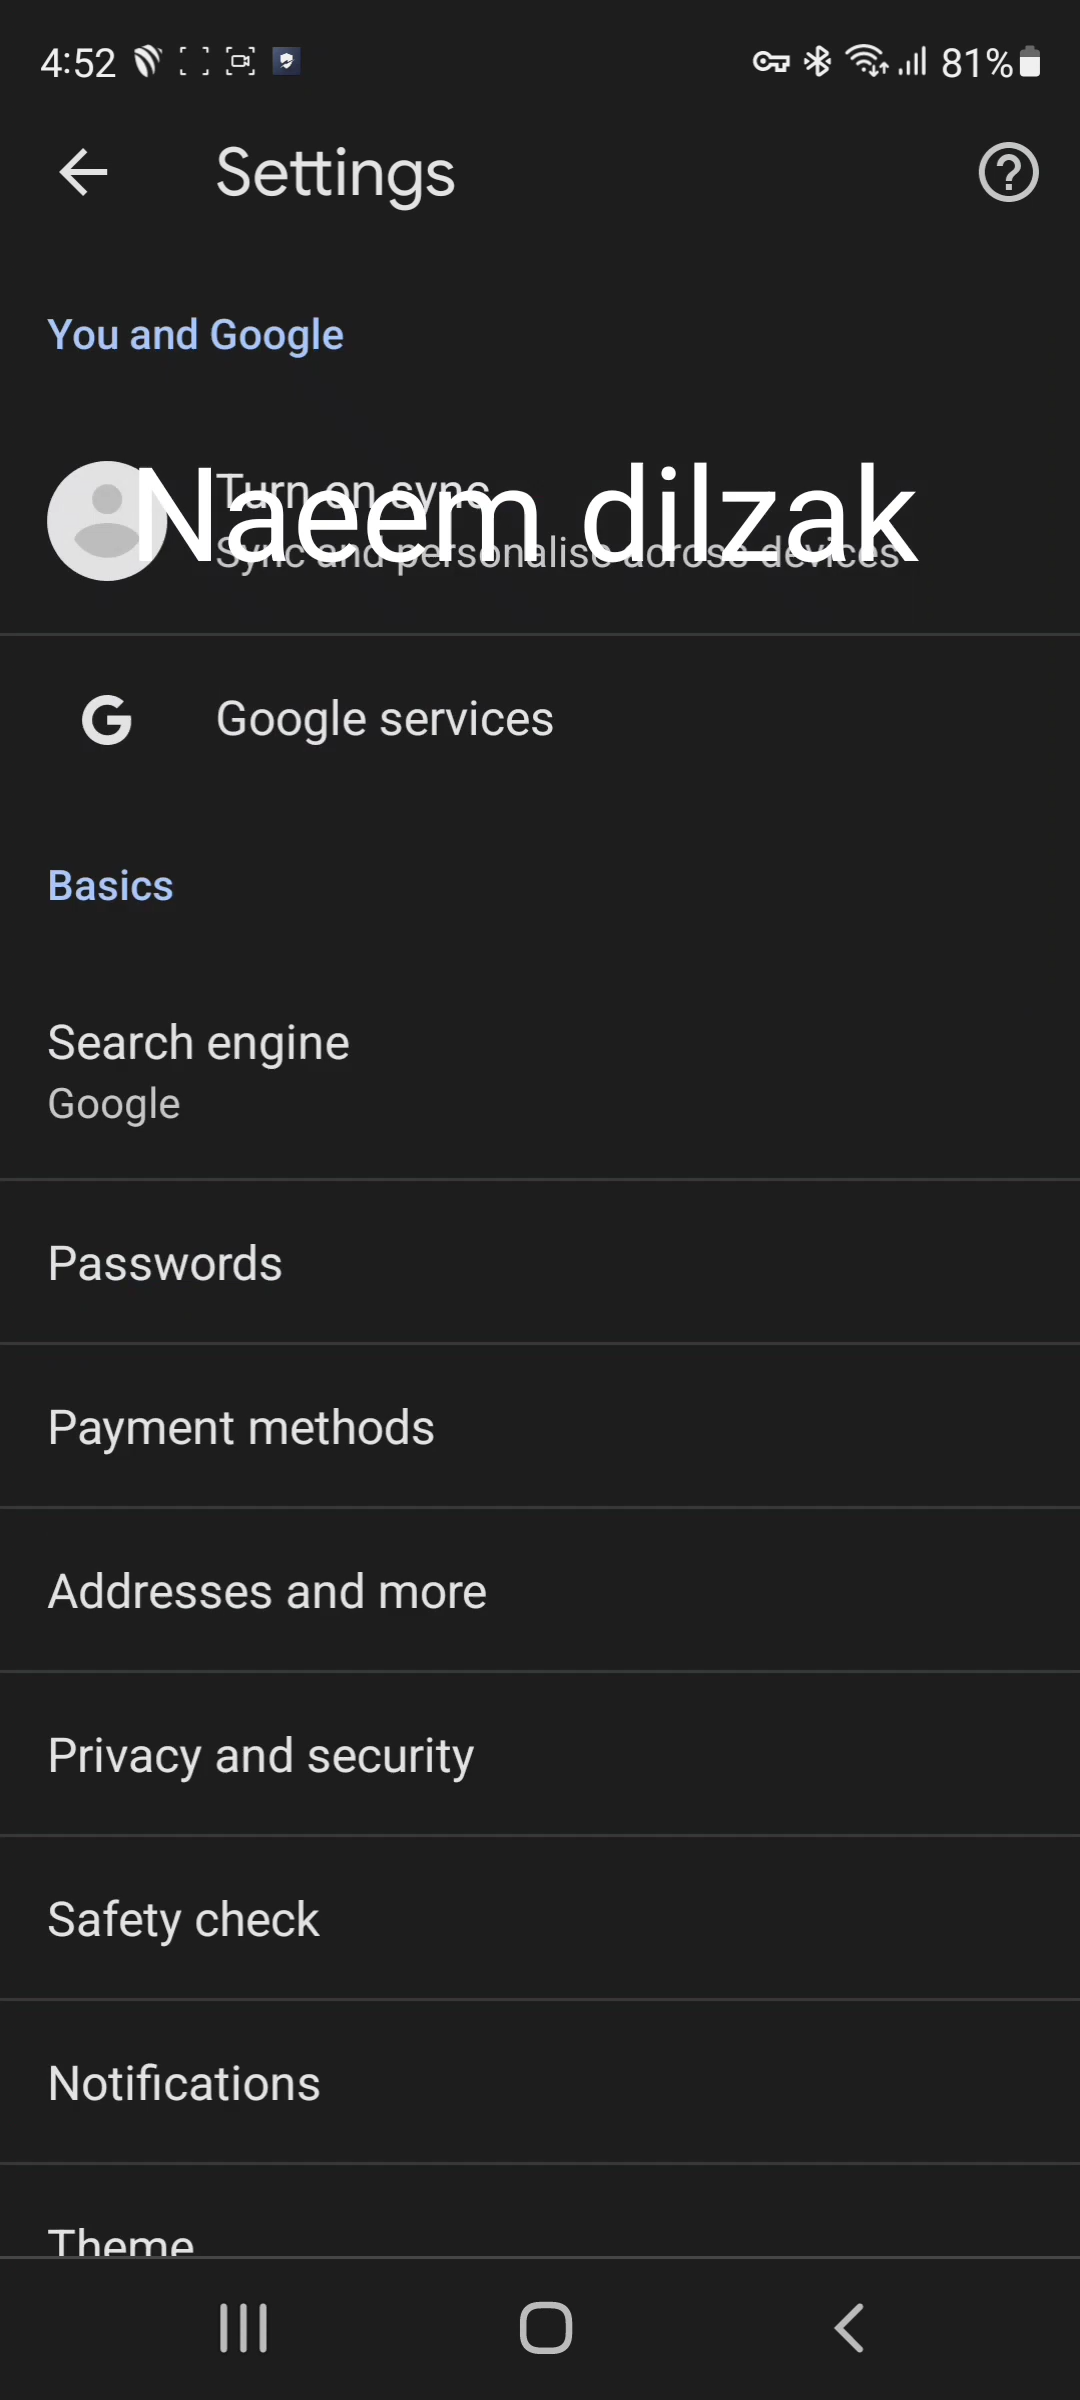 4:52 81%
Settings
You and Google
Turn on sync
Naeem dilzak
Sync and personalise across devices
Google services
Basics
Search engine
Google
Passwords
Payment methods
Addresses and more
Privacy and security
Safety check
Notifications
Theme